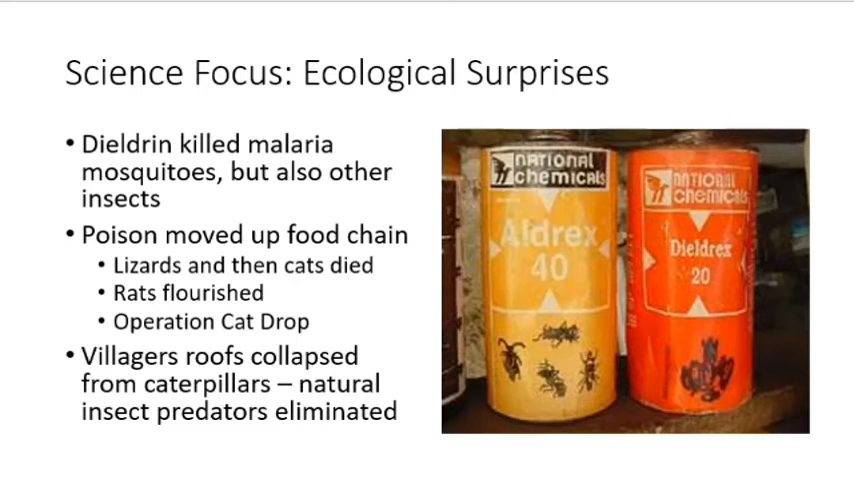 Science Focus: Ecological Surprises
• Dieldrin killed malaria
mosquitoes, but also other
insects
• Poison moved up food chain
• Lizards and then cats died
• Rats flourished
• Operation Cat Drop
• Villagers roofs collapsed
from caterpillars – natural
insect predators eliminated
NATIONAL
chemicals
Aldrex
40
NATIONAL
chemicals
Dieldrex
20